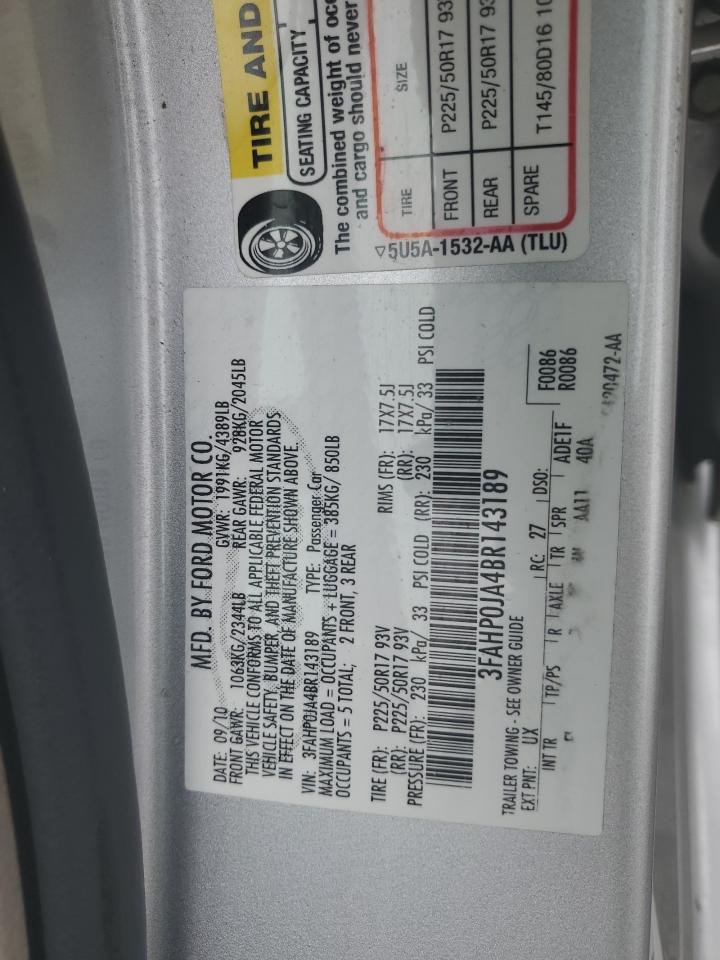 MFD. BY FORD MOTOR CO.
DATE: 09/10 GVWR: 1991KG/4389LB
FRONT GAWR: 1063KG/2344LB REAR GAWR: 928KG/2045LB
THIS VEHICLE CONFORMS TO ALL APPLICABLE FEDERAL MOTOR
VEHICLE SAFETY, BUMPER, AND THEFT PREVENTION STANDARDS
IN EFFECT ON THE DATE OF MANUFACTURE SHOWN ABOVE.
VIN: 3FAHP0JA4BR143189 TYPE: Passenger Car
MAXIMUM LOAD = OCCUPANTS + LUGGAGE = 385KG/ 850LB
OCCUPANTS = 5 TOTAL; 2 FRONT, 3 REAR
TIRE (FR): P225/50R17 93V RIMS (FR): 17X7.5J
(RR): P225/50R17 93V (RR): 17X7.5J
PRESSURE (FR): 230 kPa/ 33 PSI COLD (RR): 230 kPa/ 33 PSI COLD
3FAHP0JA4BR143189
TRAILER TOWING - SEE OWNER GUIDE
EXT PNT: UX RC: 27 DSO: F0086
R0086
INT TR TP/PS R AXLE TR SPR ADE1F
AA11 40A
TIRE AND
SEATING CAPACITY
The combined weight of
and cargo should never
TIRE SIZE
FRONT P225/50R17
REAR P225/50R17
SPARE T145/80D16
5U5A-1532-AA (TLU)